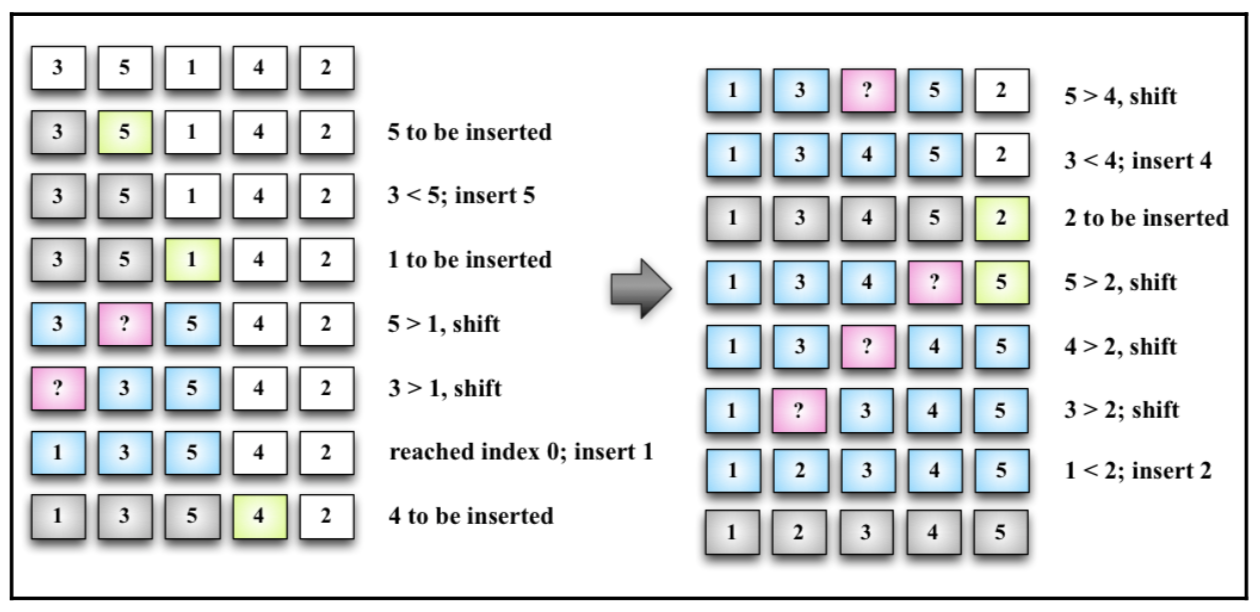 3 5 1 4 2
3 5 1 4 2 5 to be inserted
3 5 1 4 2 3 < 5; insert 5
3 5 1 4 2 1 to be inserted
3 ? 5 4 2 5 > 1, shift
? 3 5 4 2 3 > 1, shift
1 3 5 4 2 reached index 0; insert 1
1 3 5 4 2 4 to be inserted
1 3 ? 5 2 5 > 4, shift
1 3 4 5 2 3 < 4; insert 4
1 3 4 5 2 2 to be inserted
1 3 4 ? 5 5 > 2, shift
1 3 ? 4 5 4 > 2, shift
1 ? 3 4 5 3 > 2; shift
1 2 3 4 5 1 < 2; insert 2
1 2 3 4 5